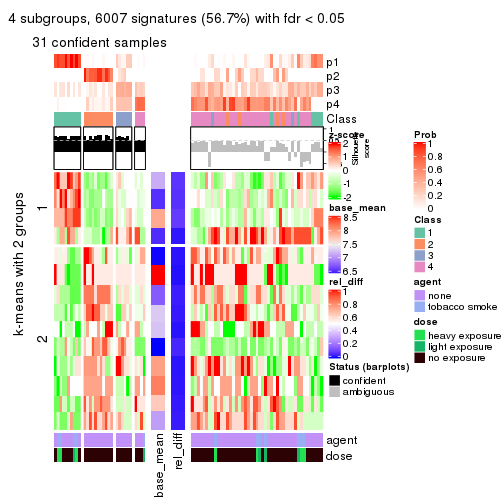 4 subgroups, 6007 signatures (56.7%) with fdr < 0.05
31 confident samples
p1
p2
p3
p4
Class
1
Silhouette
score
k-means with 2 groups
1
2
base_mean
rel_diff
agent
dose
z-score
2
1
0
-1
-2
base_mean
8.5
7.5
6.5
rel_diff
1
0.8
0.6
0.4
0.2
0
Status (barplots)
confident
ambiguous
Prob
1
0.8
0.6
0.4
0.2
0
Class
1
2
3
4
agent
none
tobacco smoke
dose
heavy exposure
light exposure
no exposure